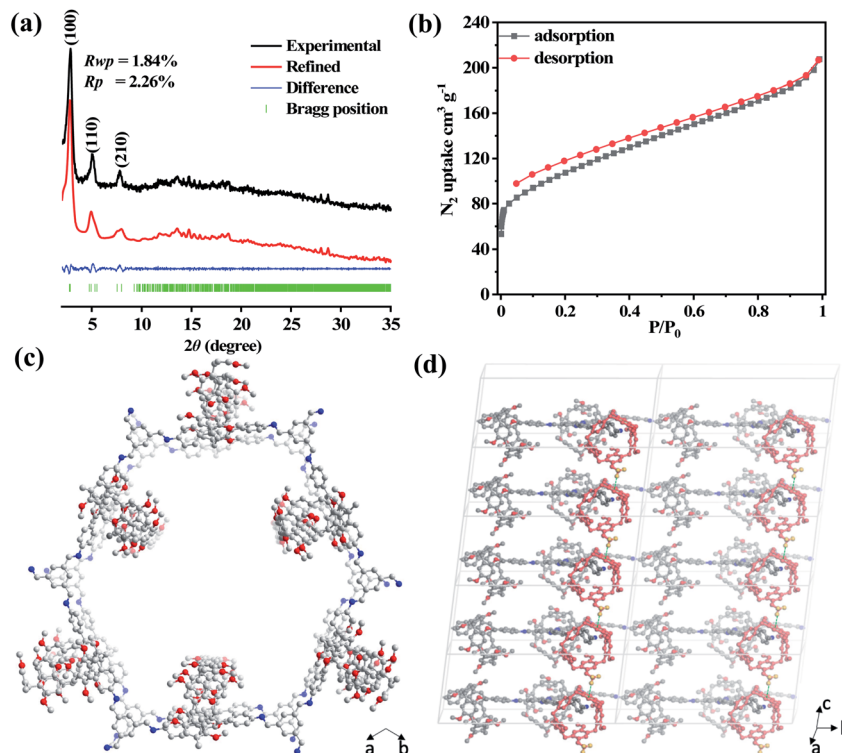 (a)
(100)
(110)
(210)
Rwp = 1.84%
Rp = 2.26%
Experimental
Refined
Difference
Bragg position
5
10
15
20
25
30
35
2θ (degree)
(b)
adsorption
desorption
N2 uptake cm3 g-1
240
200
160
120
80
40
0
0
0.2
0.4
0.6
0.8
1
P/P0
(c)
a
b
(d)
c
a